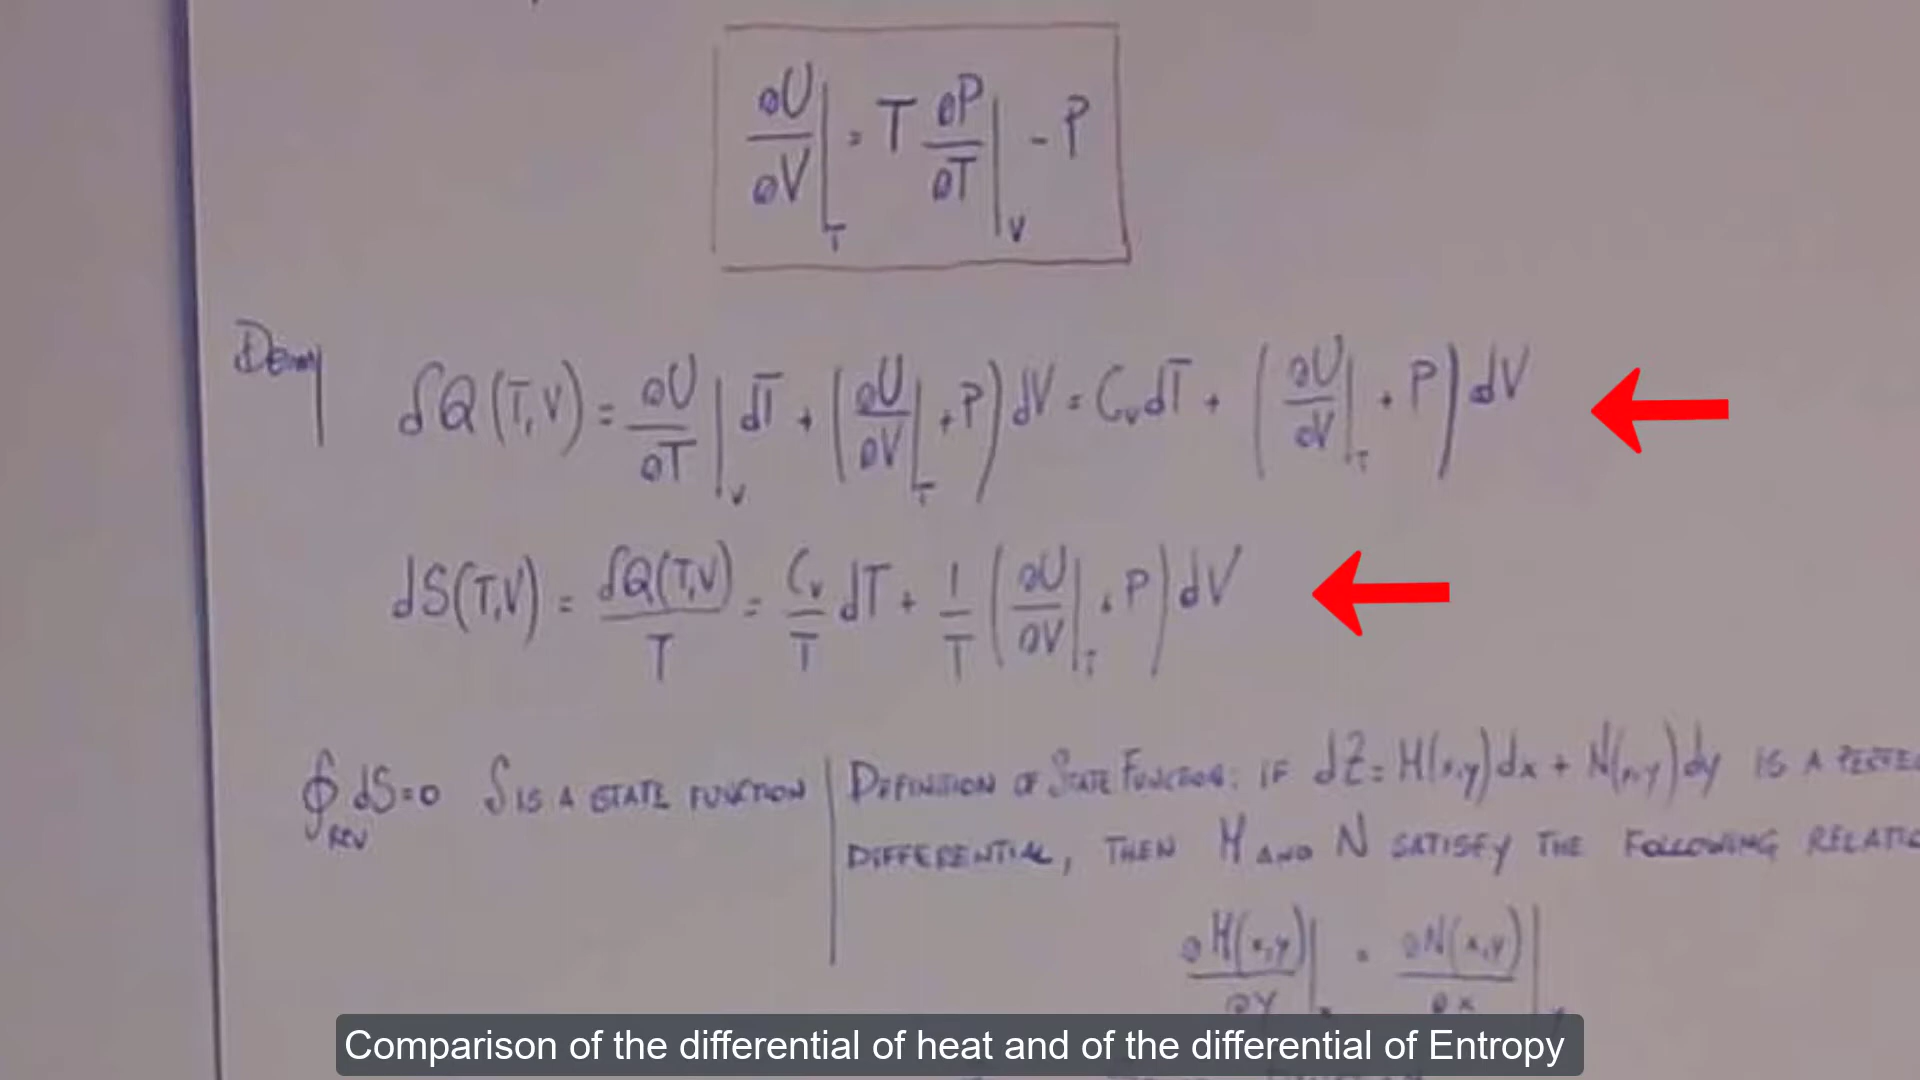 ∂U/∂V|_T = T ∂P/∂T|_V - P
Dem
δQ(T,V) = ∂U/∂T|_V dT + (∂U/∂V|_T + P) dV = C_V dT + (∂U/∂V|_T + P) dV
dS(T,V) = δQ(T,V)/T = C_V/T dT + 1/T (∂U/∂V|_T + P) dV
∮_REV dS = 0 S IS A STATE FUNCTION | DEFINITION OF STATE FUNCTION: IF dZ = M(x,y)dx + N(x,y)dy IS A
DIFFERENTIAL, THEN M AND N SATISFY THE FOLLOWING
∂M(x,y)/∂y| = ∂N(x,y)/∂x|
Comparison of the differential of heat and of the differential of Entropy